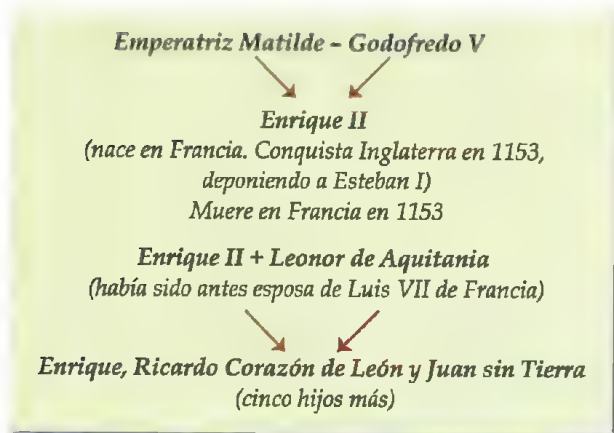 Emperatriz Matilde - Godofredo V
Enrique II
(nace en Francia. Conquista Inglaterra en 1153,
deponiendo a Esteban I)
Muere en Francia en 1153
Enrique II + Leonor de Aquitania
(había sido antes esposa de Luis VII de Francia)
Enrique, Ricardo Corazón de León y Juan sin Tierra
(cinco hijos más)